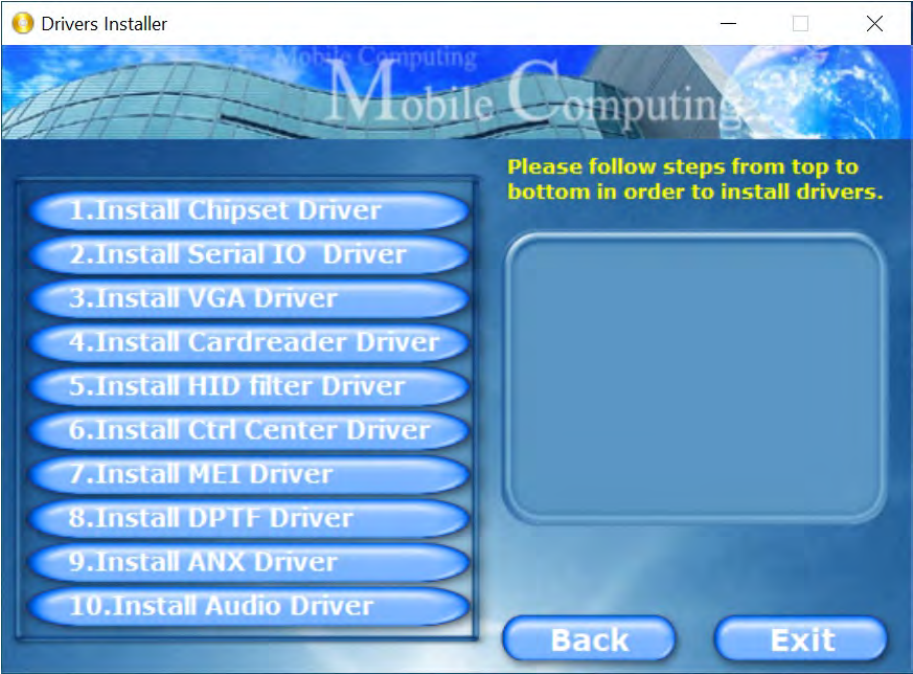 Drivers Installer
Mobile Computing
Mobile Computing
Please follow steps from top to
bottom in order to install drivers.
1.Install Chipset Driver
2.Install Serial IO  Driver
3.Install VGA Driver
4.Install Cardreader Driver
5.Install HID filter Driver
6.Install Ctrl Center Driver
7.Install MEI Driver
8.Install DPTF Driver
9.Install ANX Driver
10.Install Audio Driver
Back
Exit